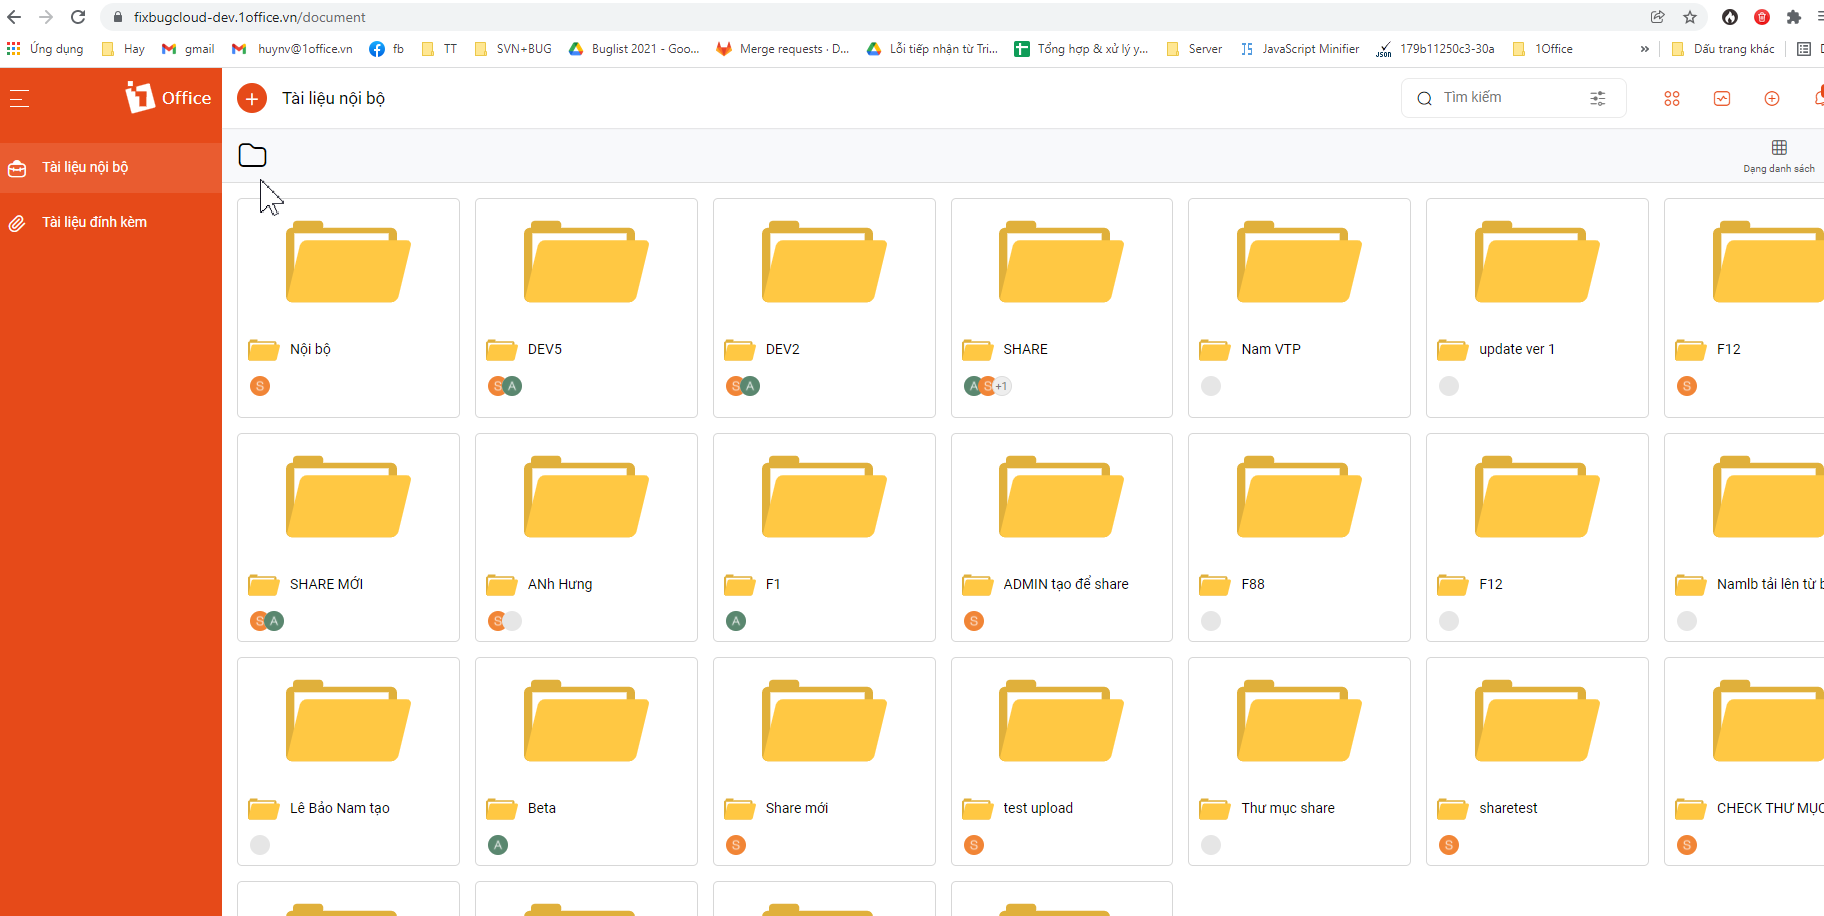 fixbugcloud-dev.1office.vn/document
Ứng dụng Hay gmail huynv@1office.vn fb TT SVN+BUG Buglist 2021 - Goo... Merge requests · D... Lỗi tiếp nhận từ Tri... Tổng hợp & xử lý y... Server JS JavaScript Minifier JSON 179b11250c3-30a 1Office » Dấu trang khác
1 Office + Tài liệu nội bộ Tìm kiếm
Tài liệu nội bộ
Dạng danh sách
Tài liệu đính kèm
Nội bộ DEV5 DEV2 SHARE Nam VTP update ver 1 F12
S S A S A A S +1 S
SHARE MỚI ANh Hưng F1 ADMIN tạo để share F88 F12 Namlb tải lên từ
S A S A S
Lê Bảo Nam tạo Beta Share mới test upload Thư mục share sharetest CHECK THƯ MỤC
A S S S S